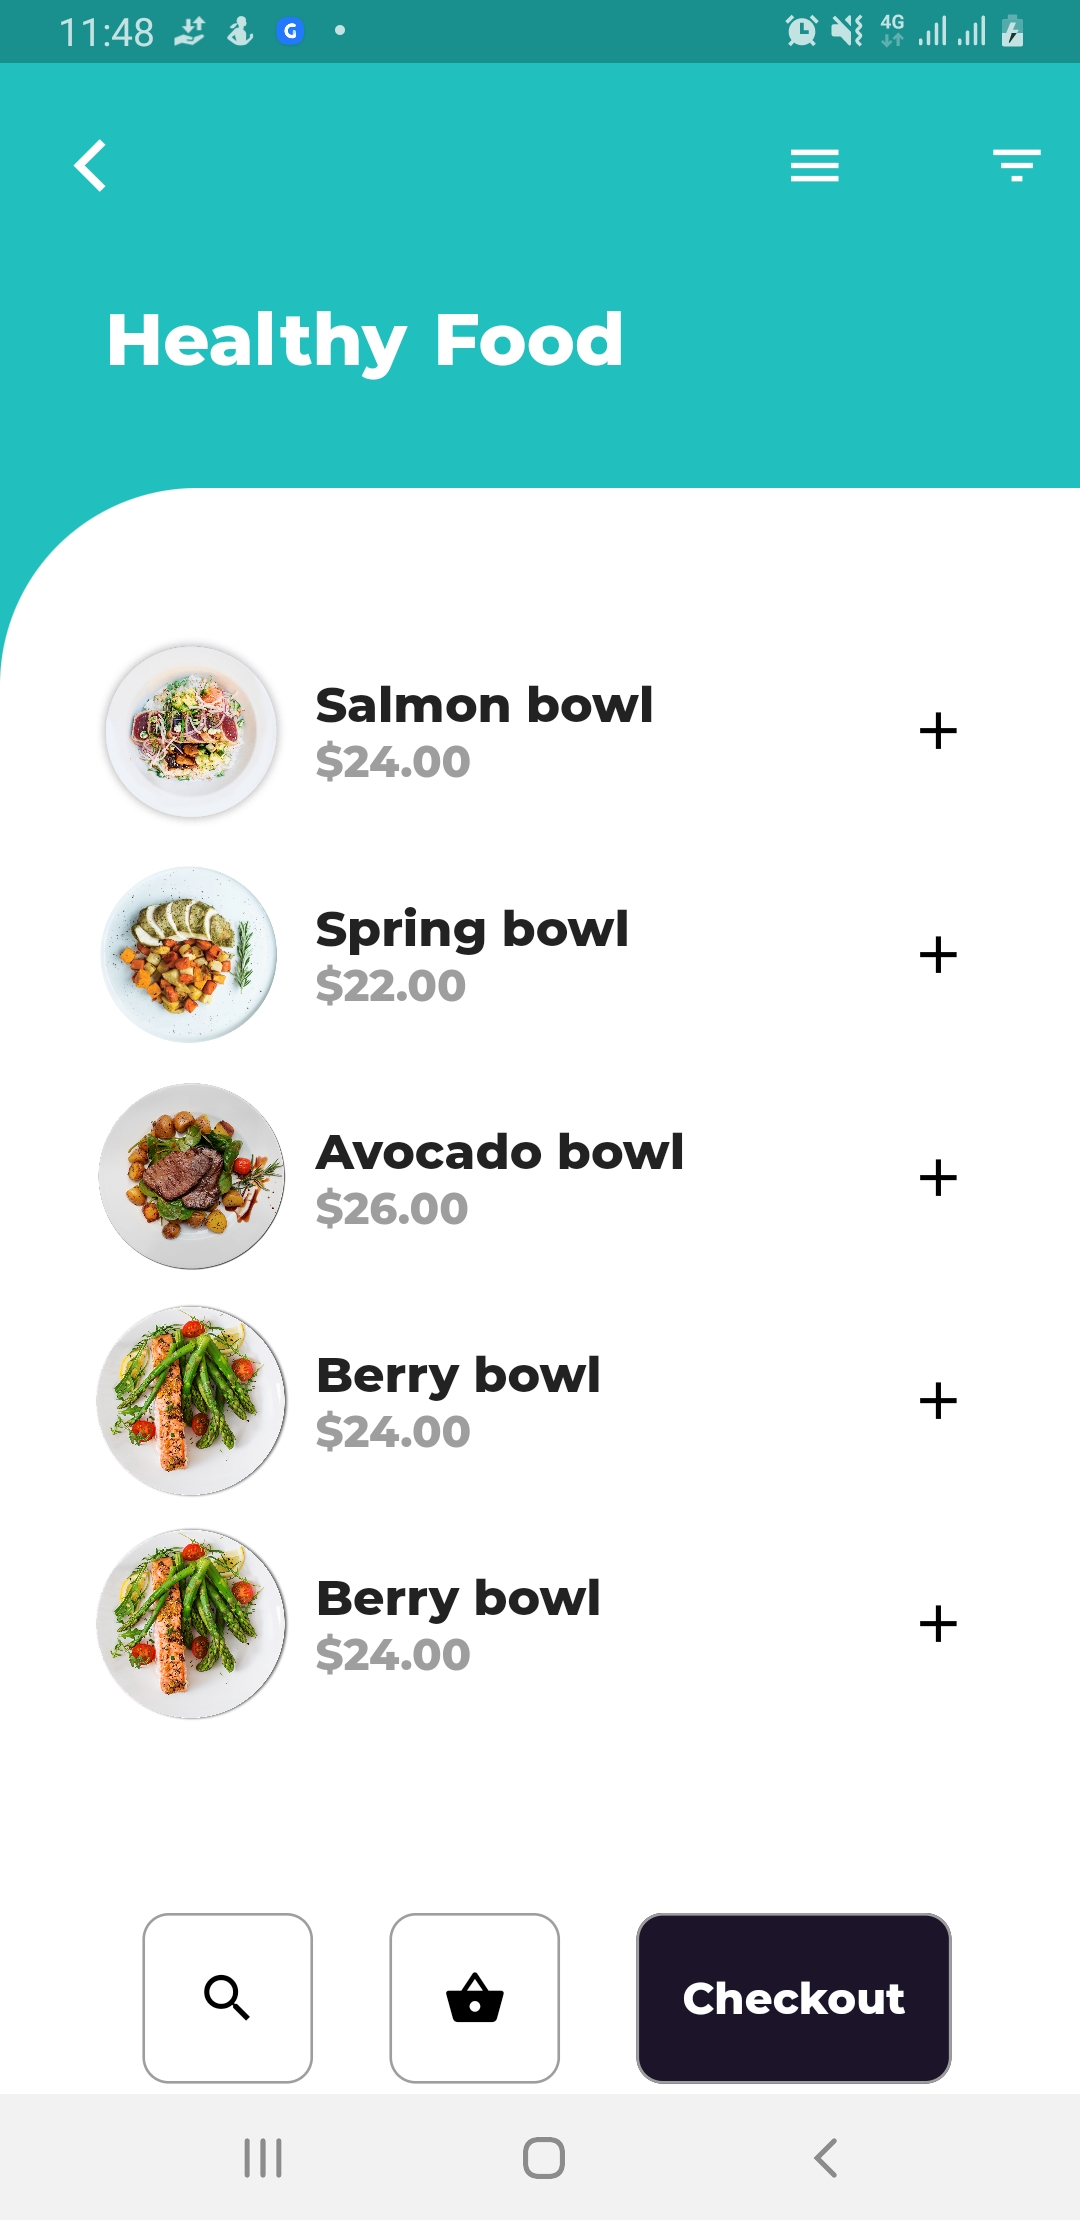 11:48
4G
Healthy Food
Salmon bowl
$24.00
Spring bowl
$22.00
Avocado bowl
$26.00
Berry bowl
$24.00
Berry bowl
$24.00
Checkout